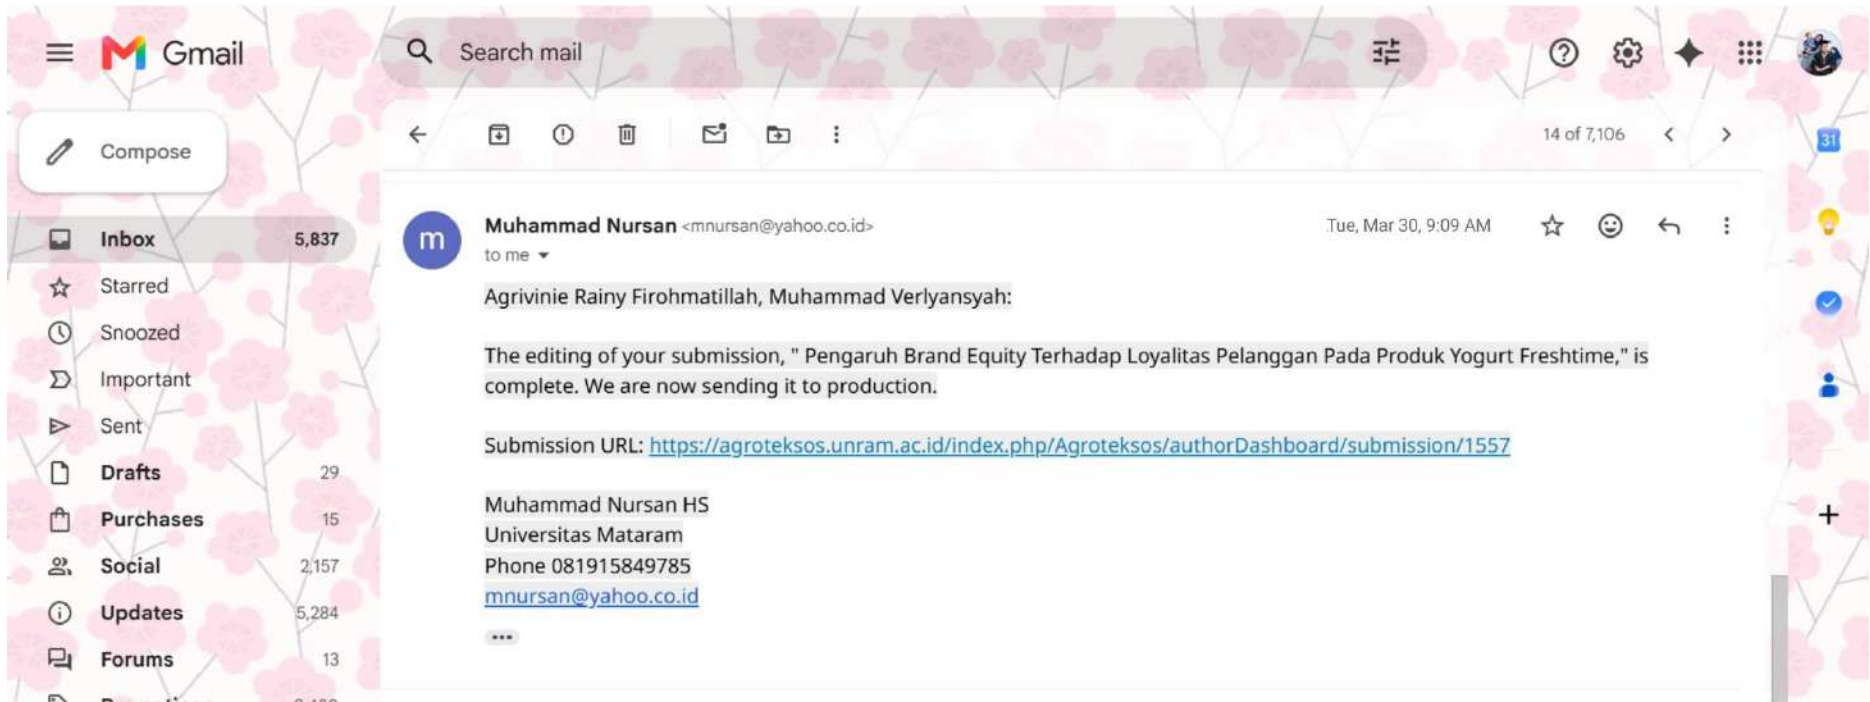 Gmail
Search mail
Compose
14 of 7,106
31
Inbox 5,837
Starred
Snoozed
Important
Sent
Drafts 29
Purchases 15
Social 2,157
Updates 5,284
Forums 13
m
Muhammad Nursan <mnursan@yahoo.co.id>
Tue, Mar 30, 9:09 AM
to me
Agrivinie Rainy Firohmatillah, Muhammad Verlyansyah:
The editing of your submission, " Pengaruh Brand Equity Terhadap Loyalitas Pelanggan Pada Produk Yogurt Freshtime," is
complete. We are now sending it to production.
Submission URL: https://agroteksos.unram.ac.id/index.php/Agroteksos/authorDashboard/submission/1557
Muhammad Nursan HS
Universitas Mataram
Phone 081915849785
mnursan@yahoo.co.id